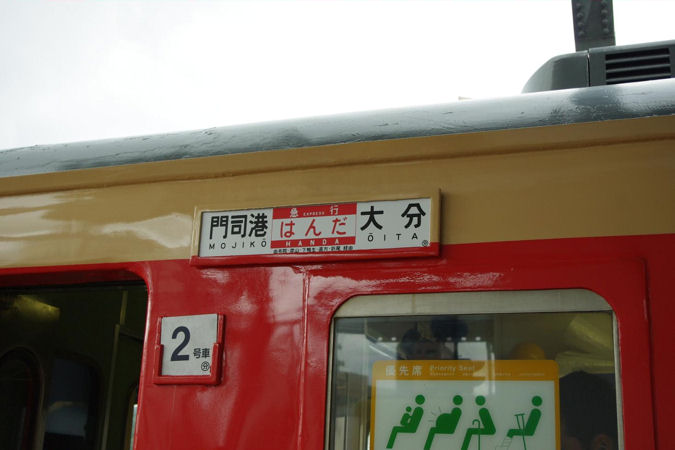 門司港
MOJIKŌ
急 EXPRESS 行
はんだ
HANDA
大分
ŌITA
2号車
優先席 Priority Seat